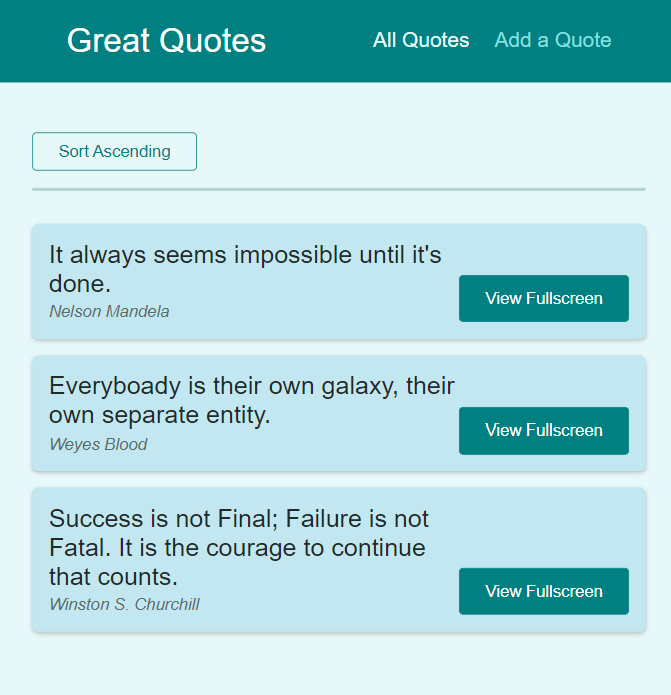 Great Quotes
All Quotes
Add a Quote
Sort Ascending
It always seems impossible until it's
done.
Nelson Mandela
View Fullscreen
Everyboady is their own galaxy, their
own separate entity.
Weyes Blood
View Fullscreen
Success is not Final; Failure is not
Fatal. It is the courage to continue
that counts.
Winston S. Churchill
View Fullscreen